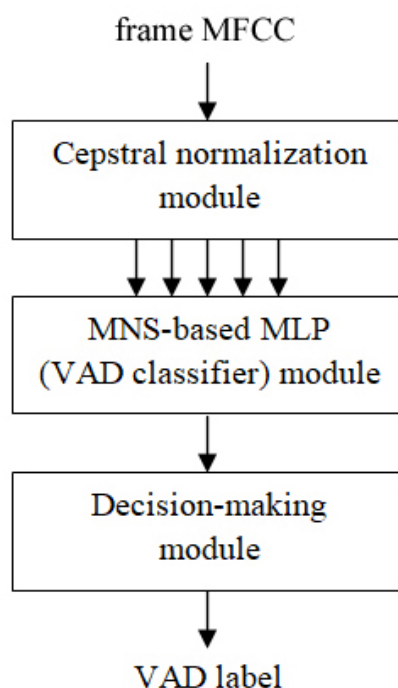 frame MFCC
Cepstral normalization
module
MNS-based MLP
(VAD classifier) module
Decision-making
module
VAD label